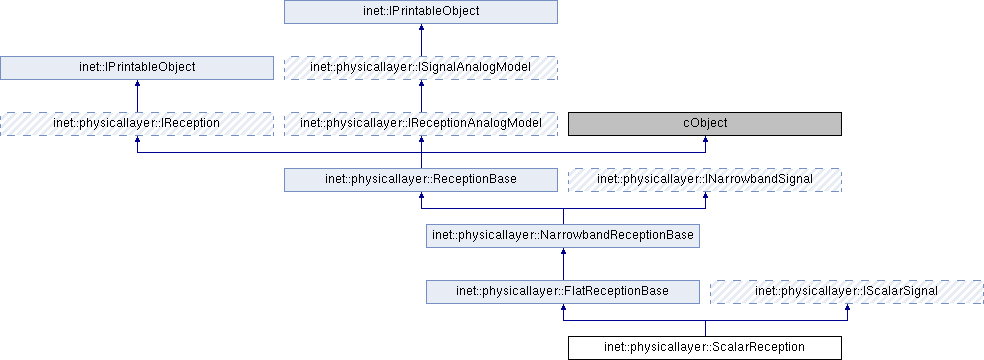 inet::IPrintableObject
inet::IPrintableObject
inet::physicallayer::ISignalAnalogModel
inet::physicallayer::IReception
inet::physicallayer::IReceptionAnalogModel
cObject
inet::physicallayer::ReceptionBase
inet::physicallayer::INarrowbandSignal
inet::physicallayer::NarrowbandReceptionBase
inet::physicallayer::FlatReceptionBase
inet::physicallayer::IScalarSignal
inet::physicallayer::ScalarReception